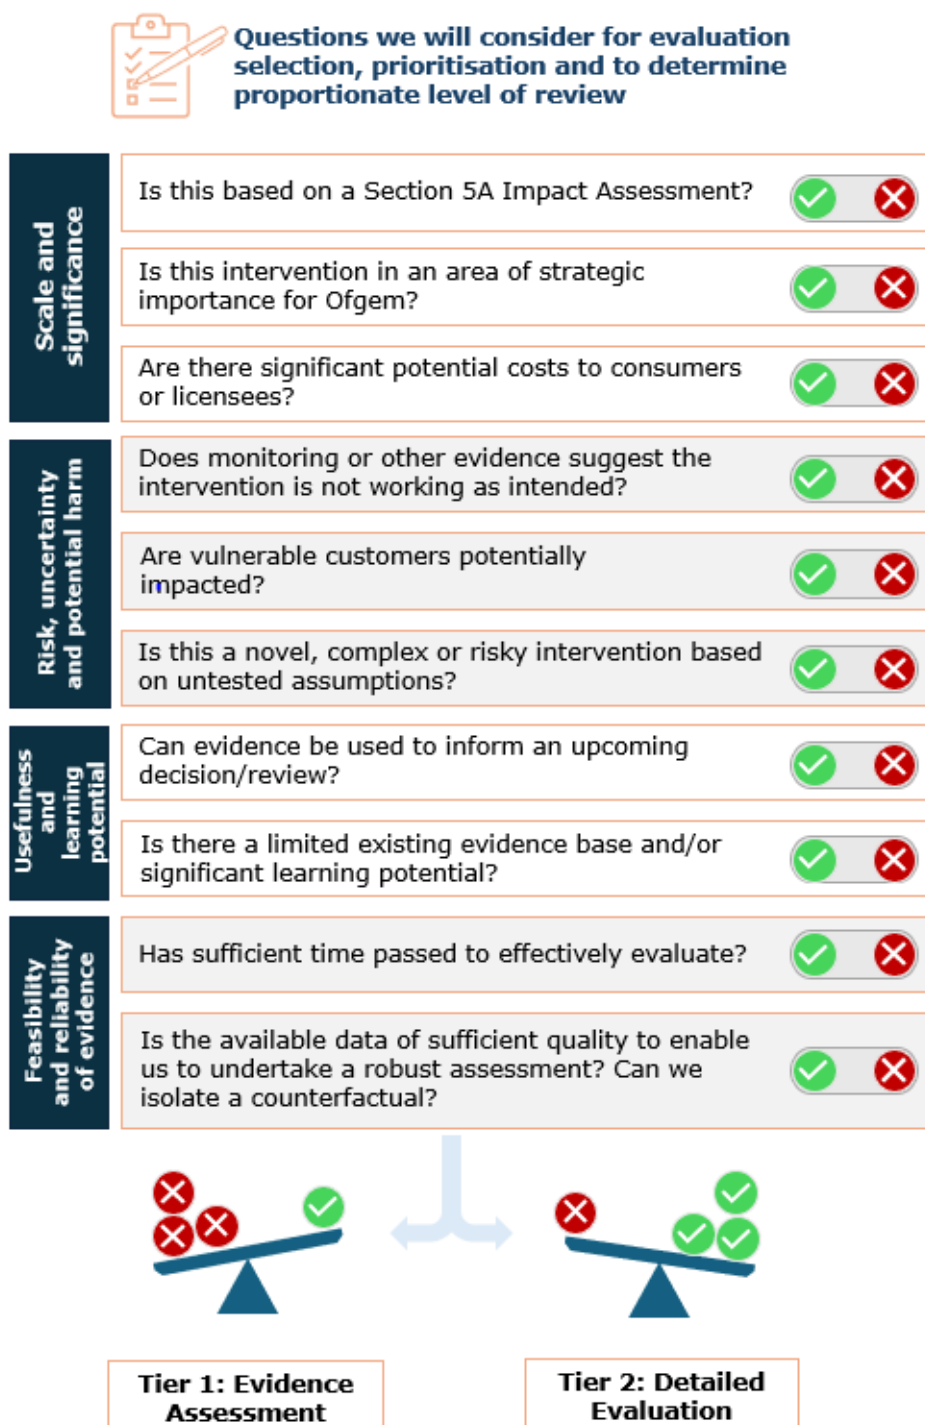 Questions we will consider for evaluation
selection, prioritisation and to determine
proportionate level of review
Scale and
significance
Is this based on a Section 5A Impact Assessment?
Is this intervention in an area of strategic
importance for Ofgem?
Are there significant potential costs to consumers
or licensees?
Risk, uncertainty
and potential harm
Does monitoring or other evidence suggest the
intervention is not working as intended?
Are vulnerable customers potentially
impacted?
Is this a novel, complex or risky intervention based
on untested assumptions?
Usefulness
and
learning
potential
Can evidence be used to inform an upcoming
decision/review?
Is there a limited existing evidence base and/or
significant learning potential?
Feasibility
and reliability
of evidence
Has sufficient time passed to effectively evaluate?
Is the available data of sufficient quality to enable
us to undertake a robust assessment? Can we
isolate a counterfactual?
Tier 1: Evidence
Assessment
Tier 2: Detailed
Evaluation